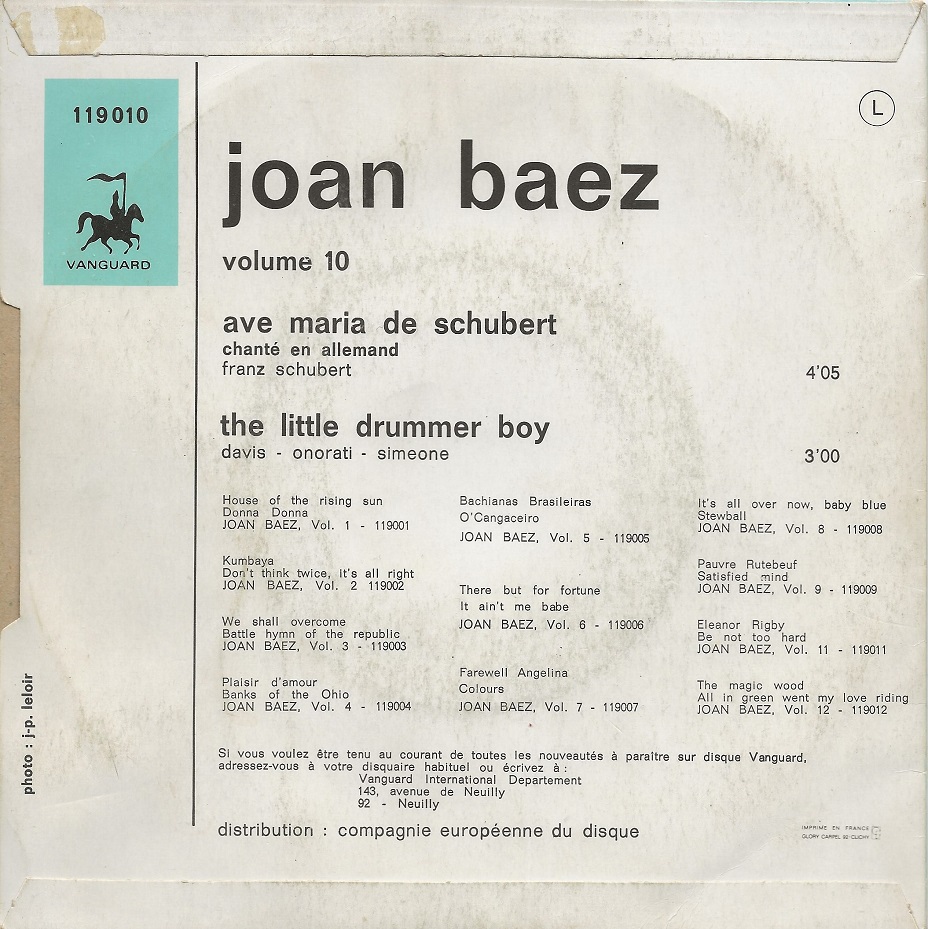 119010
VANGUARD
L
joan baez
volume 10
ave maria de schubert
chanté en allemand
franz schubert 4'05
the little drummer boy
davis - onorati - simeone 3'00
House of the rising sun
Donna Donna
JOAN BAEZ, Vol. 1 - 119001
Kumbaya
Don't think twice, it's all right
JOAN BAEZ, Vol. 2 119002
We shall overcome
Battle hymn of the republic
JOAN BAEZ, Vol. 3 - 119003
Plaisir d'amour
Banks of the Ohio
JOAN BAEZ, Vol. 4 - 119004
Bachianas Brasileiras
O'Cangaceiro
JOAN BAEZ, Vol. 5 - 119005
There but for fortune
It ain't me babe
JOAN BAEZ, Vol. 6 - 119006
Farewell Angelina
Colours
JOAN BAEZ, Vol. 7 - 119007
It's all over now, baby blue
Stewball
JOAN BAEZ, Vol. 8 - 119008
Pauvre Rutebeuf
Satisfied mind
JOAN BAEZ, Vol. 9 - 119009
Eleanor Rigby
Be not too hard
JOAN BAEZ, Vol. 11 - 119011
The magic wood
All in green went my love riding
JOAN BAEZ, Vol. 12 - 119012
Si vous voulez être tenu au courant de toutes les nouveautés à paraître sur disque Vanguard,
adressez-vous à votre disquaire habituel ou écrivez à :
Vanguard International Departement
143, avenue de Neuilly
92 - Neuilly
distribution : compagnie européenne du disque
IMPRIME EN FRANCE
GLORY CARPEL 92 CLICHY
photo : j-p. leloir